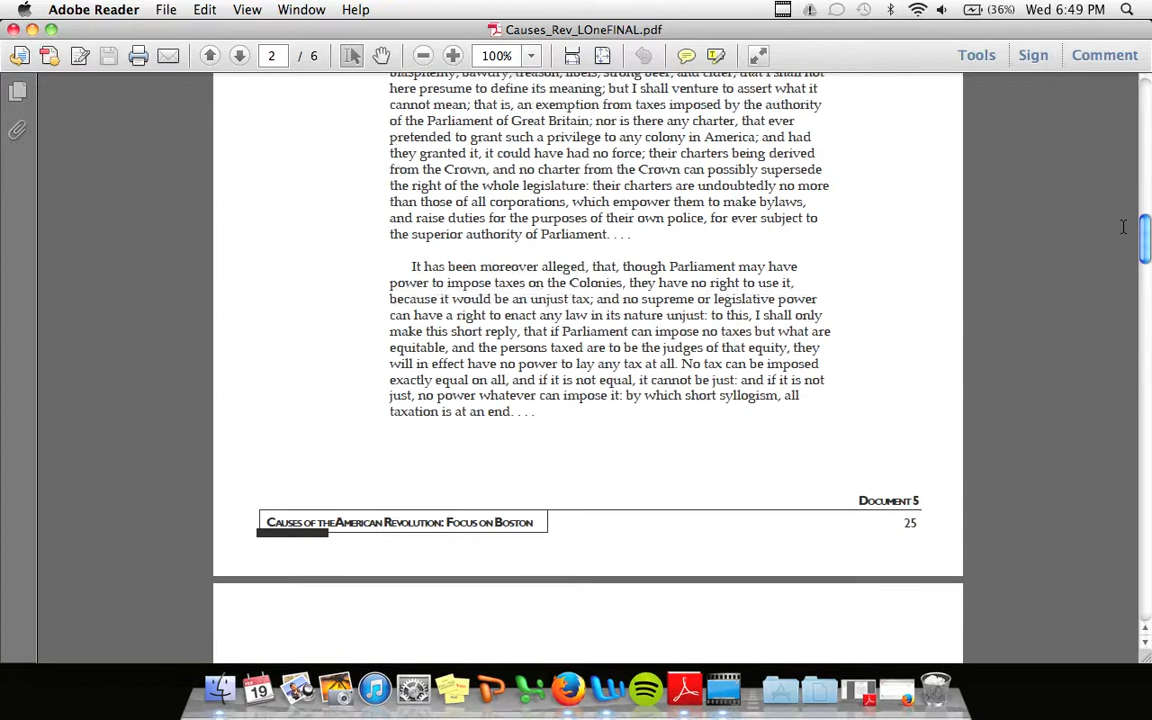 Adobe Reader File Edit View Window Help (36%) Wed 6:49 PM
Causes_Rev_LOneFINAL.pdf
2 / 6 100% Tools Sign Comment
blasphemy, bawdry, treason, libels, strong beer, and cider, that I shall not
here presume to define its meaning; but I shall venture to assert what it
cannot mean; that is, an exemption from taxes imposed by the authority
of the Parliament of Great Britain; nor is there any charter, that ever
pretended to grant such a privilege to any colony in America; and had
they granted it, it could have had no force; their charters being derived
from the Crown, and no charter from the Crown can possibly supersede
the right of the whole legislature: their charters are undoubtedly no more
than those of all corporations, which empower them to make bylaws,
and raise duties for the purposes of their own police, for ever subject to
the superior authority of Parliament. . . .
It has been moreover alleged, that, though Parliament may have
power to impose taxes on the Colonies, they have no right to use it,
because it would be an unjust tax; and no supreme or legislative power
can have a right to enact any law in its nature unjust: to this, I shall only
make this short reply, that if Parliament can impose no taxes but what are
equitable, and the persons taxed are to be the judges of that equity, they
will in effect have no power to lay any tax at all. No tax can be imposed
exactly equal on all, and if it is not equal, it cannot be just: and if it is not
just, no power whatever can impose it: by which short syllogism, all
taxation is at an end. . . .
DOCUMENT 5
CAUSES OF THE AMERICAN REVOLUTION: FOCUS ON BOSTON
25
FEB
19